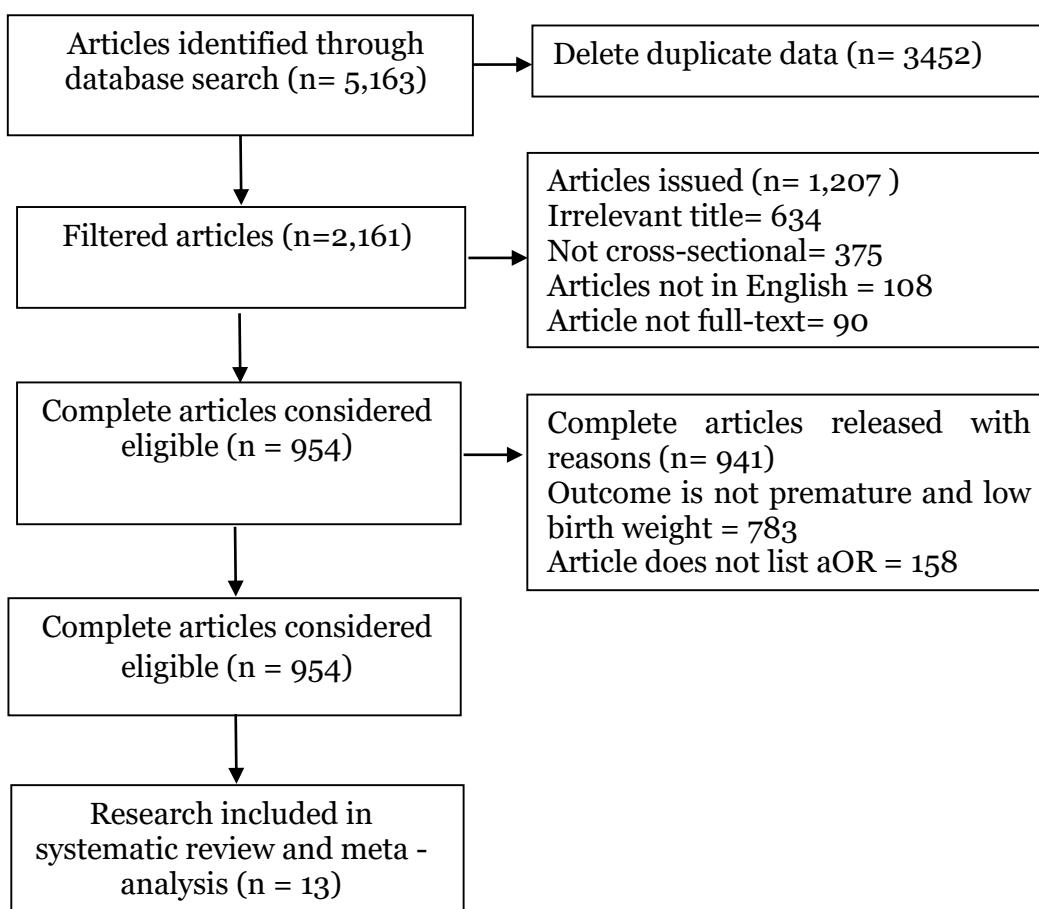 Articles identified through
database search (n= 5,163)
Delete duplicate data (n= 3452)
Filtered articles (n=2,161)
Articles issued (n= 1,207 )
Irrelevant title= 634
Not cross-sectional= 375
Articles not in English = 108
Article not full-text= 90
Complete articles considered
eligible (n = 954)
Complete articles released with
reasons (n= 941)
Outcome is not premature and low
birth weight = 783
Article does not list aOR = 158
Complete articles considered
eligible (n = 954)
Research included in
systematic review and meta -
analysis (n = 13)